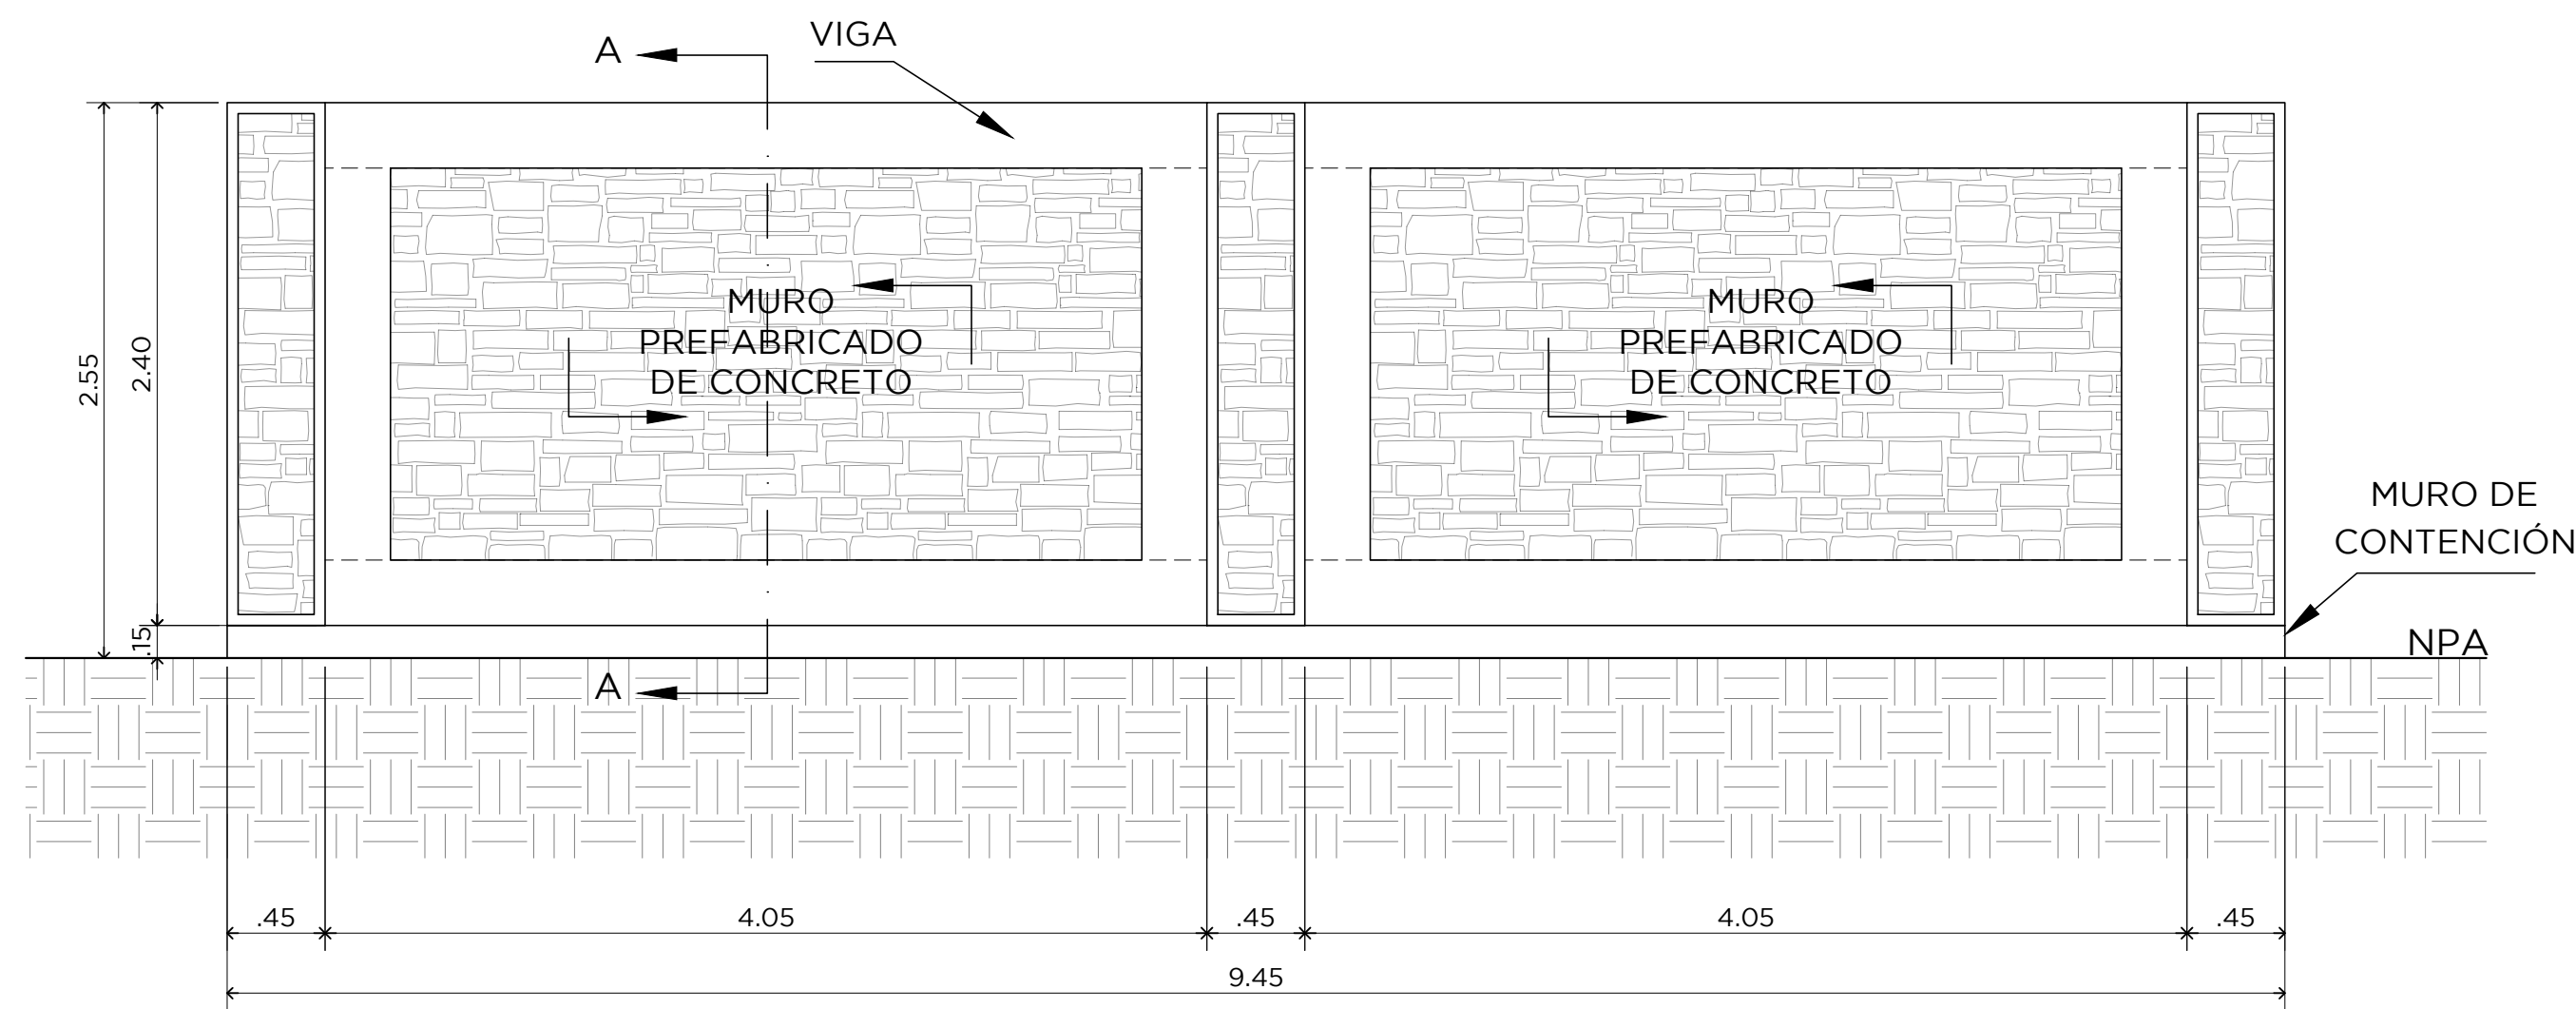 VIGA
A
2.55
2.40
.15
MURO
PREFABRICADO
DE CONCRETO
MURO
PREFABRICADO
DE CONCRETO
MURO DE
CONTENCIÓN
NPA
A
.45
4.05
.45
4.05
.45
9.45